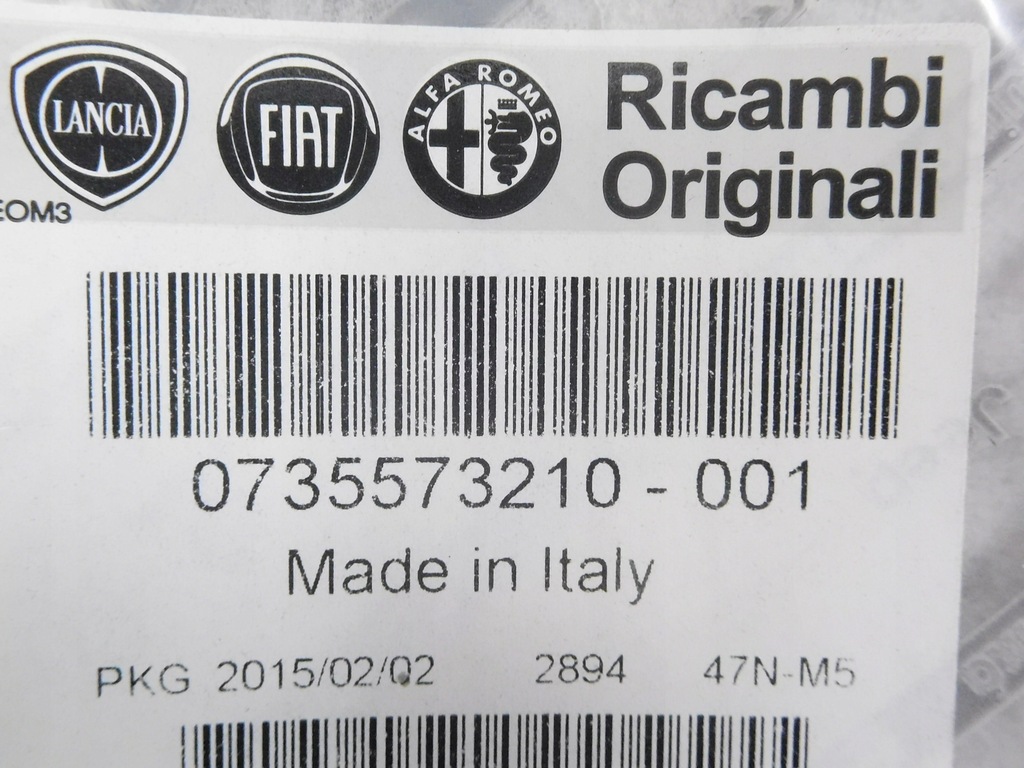 LANCIA
FIAT
ALFA ROMEO
Ricambi
Originali
EOM3
0735573210 - 001
Made in Italy
PKG 2015/02/02 2894 47N-M5